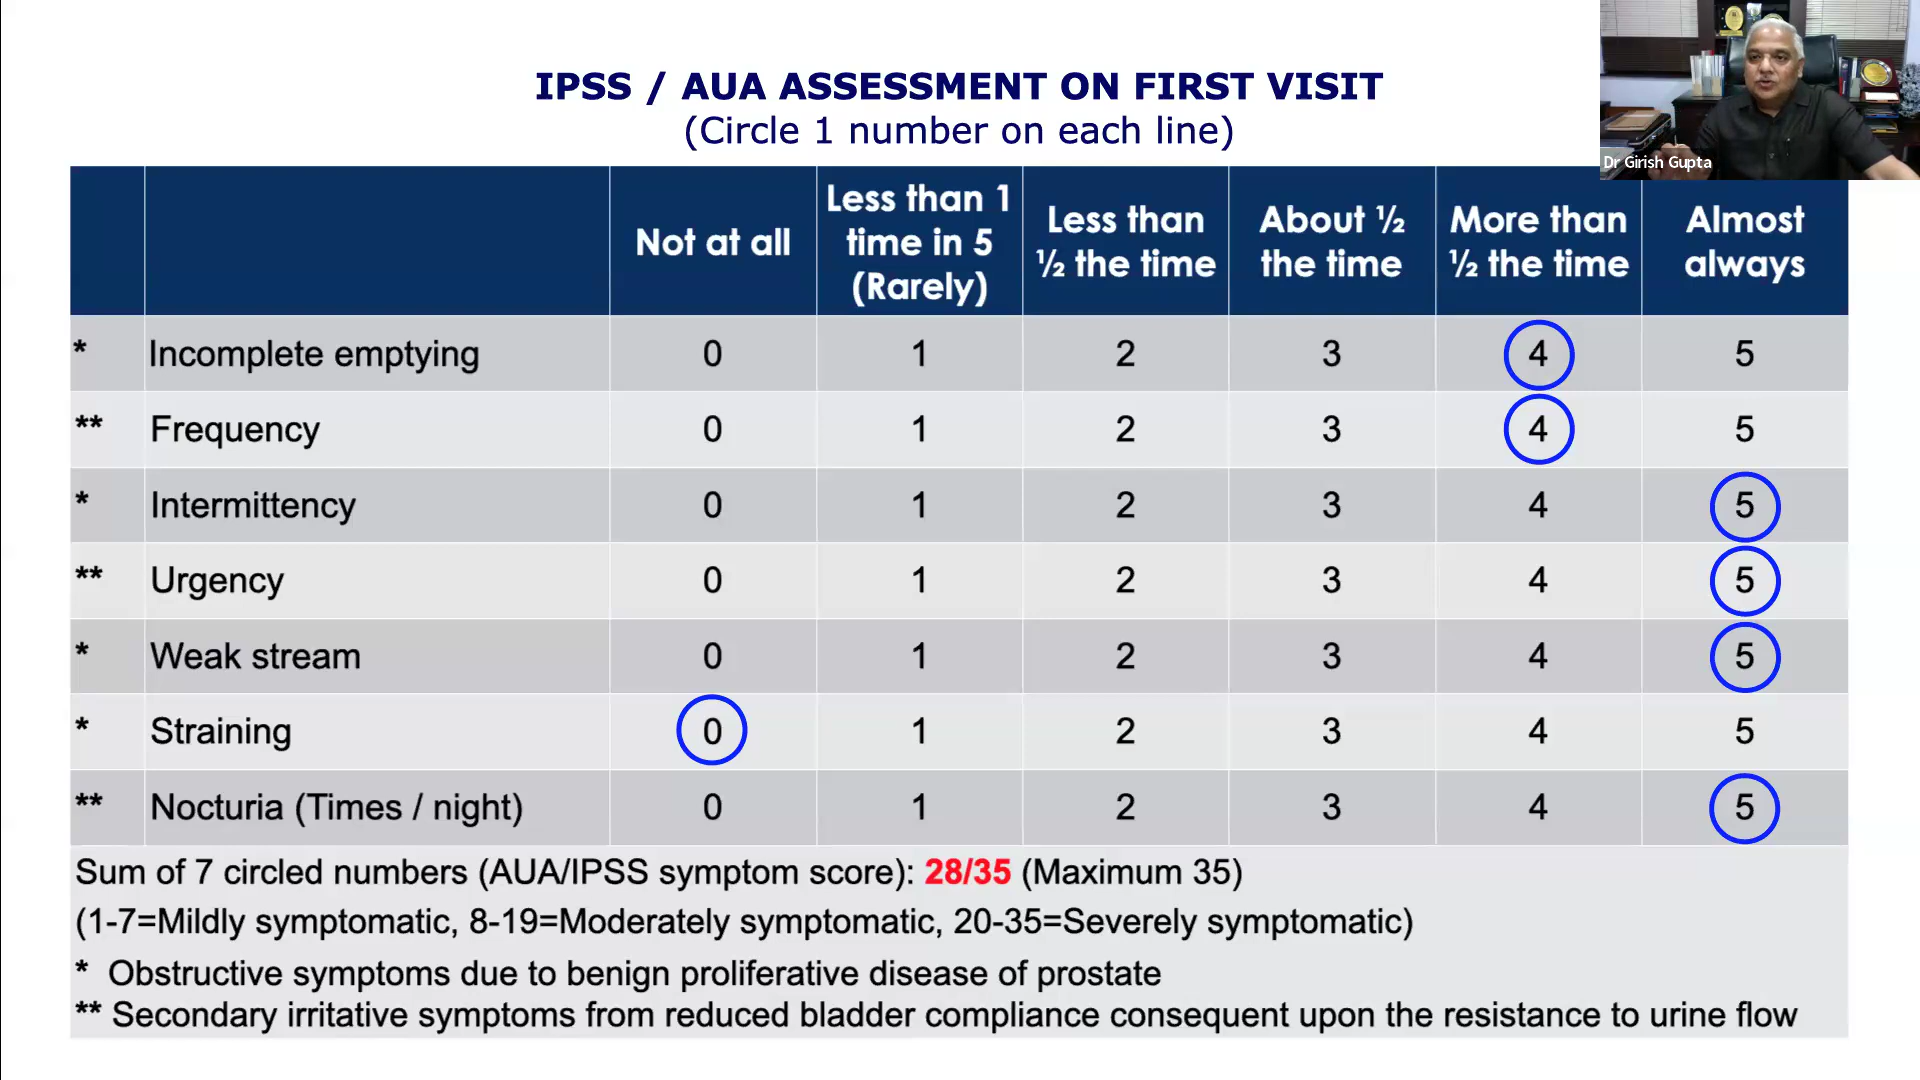 IPSS / AUA ASSESSMENT ON FIRST VISIT
(Circle 1 number on each line)
Dr Girish Gupta
Not at all
Less than 1
time in 5
(Rarely)
Less than
½ the time
About ½
the time
More than
½ the time
Almost
always
* Incomplete emptying 0 1 2 3 4 5
** Frequency 0 1 2 3 4 5
* Intermittency 0 1 2 3 4 5
** Urgency 0 1 2 3 4 5
* Weak stream 0 1 2 3 4 5
* Straining 0 1 2 3 4 5
** Nocturia (Times / night) 0 1 2 3 4 5
Sum of 7 circled numbers (AUA/IPSS symptom score): 28/35 (Maximum 35)
(1-7=Mildly symptomatic, 8-19=Moderately symptomatic, 20-35=Severely symptomatic)
* Obstructive symptoms due to benign proliferative disease of prostate
** Secondary irritative symptoms from reduced bladder compliance consequent upon the resistance to urine flow